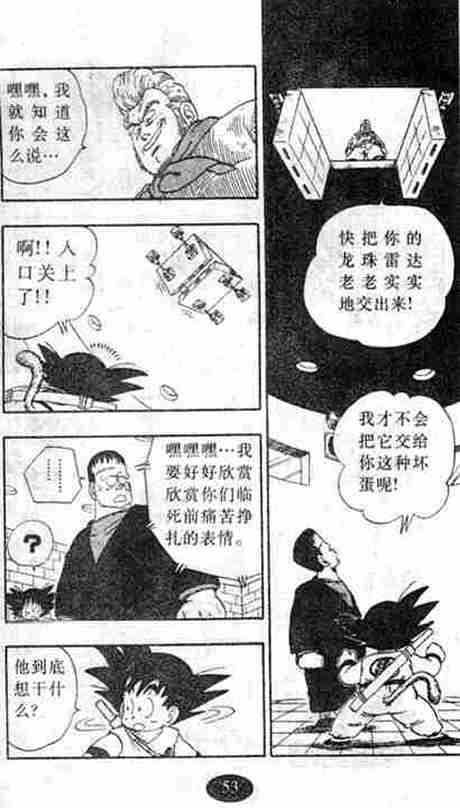 快把你的
龙珠雷达
老老实实
地交出来!
我才不会
把它交给
你这种坏
蛋呢!
嘿嘿,我
就知道
你会这
么说…
啊!!人
口关上
了!!
嘿嘿嘿…我
要好好欣赏
欣赏你们临
死前痛苦挣
扎的表情。
………
?
他到底
想干什
么?
53